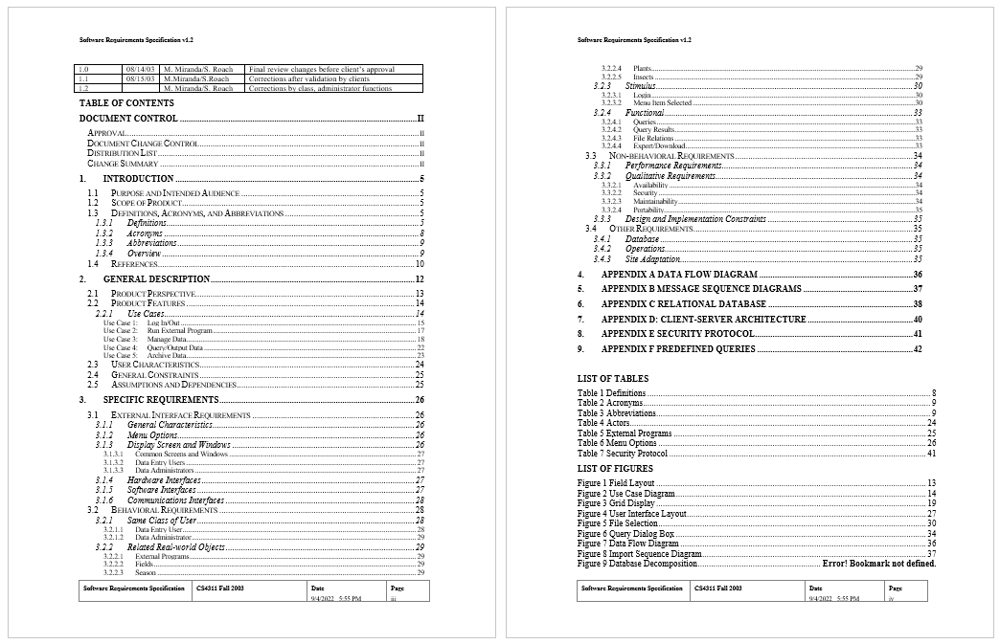 Software Requirements Specification v1.2
1.0 08/14/03 M. Miranda/S. Roach Final review changes before client's approval
1.1 08/15/03 M.Miranda/S. Roach Corrections after validation by clients
1.2 M.Miranda/S. Roach Corrections by class, administrator functions
TABLE OF CONTENTS
DOCUMENT CONTROL II
APPROVAL II
DOCUMENT CHANGE CONTROL II
DISTRIBUTION LIST II
CHANGE SUMMARY II
1. INTRODUCTION 5
1.1 PURPOSE AND INTENDED AUDIENCE 5
1.2 SCOPE OF PRODUCT 5
1.3 DEFINITIONS, ACRONYMS, AND ABBREVIATIONS 5
1.3.1 Definitions 5
1.3.2 Acronyms 8
1.3.3 Abbreviations 9
1.3.4 Overview 9
1.4 REFERENCES 10
2. GENERAL DESCRIPTION 12
2.1 PRODUCT PERSPECTIVE 13
2.2 PRODUCT FEATURES 14
2.2.1 Use Cases 14
Use Case 1: Log In/Out 15
Use Case 2: Run External Program 17
Use Case 3: Manage Data 18
Use Case 4: Query/Output Data 22
Use Case 5: Archive Data 23
2.3 USER CHARACTERISTICS 24
2.4 GENERAL CONSTRAINTS 25
2.5 ASSUMPTIONS AND DEPENDENCIES 25
3. SPECIFIC REQUIREMENTS 26
3.1 EXTERNAL INTERFACE REQUIREMENTS 26
3.1.1 General Characteristics 26
3.1.2 Menu Options 26
3.1.3 Display Screen and Windows 26
3.1.3.1 Common Screens and Windows 27
3.1.3.2 Data Entry Users 27
3.1.3.3 Data Administrators 27
3.1.4 Hardware Interfaces 27
3.1.5 Software Interfaces 27
3.1.6 Communications Interfaces 28
3.2 BEHAVIORAL REQUIREMENTS 28
3.2.1 Same Class of User 28
3.2.1.1 Data Entry User 28
3.2.1.2 Data Administrator 29
3.2.2 Related Real-world Objects 29
3.2.2.1 External Programs 29
3.2.2.2 Fields 29
3.2.2.3 Season 29
Software Requirements Specification CS4311 Fall 2003 Date Page
9/4/2022 5:55 PM iii
Software Requirements Specification v1.2
3.2.2.4 Plants 29
3.2.2.5 Insects 29
3.2.3 Stimulus 30
3.2.3.1 Login 30
3.2.3.2 Menu Item Selected 30
3.2.4 Functional 33
3.2.4.1 Queries 33
3.2.4.2 Query Results 33
3.2.4.3 File Relations 33
3.2.4.4 Export/Download 33
3.3 NON-BEHAVIORAL REQUIREMENTS 34
3.3.1 Performance Requirements 34
3.3.2 Qualitative Requirements 34
3.3.2.1 Availability 34
3.3.2.2 Security 34
3.3.2.3 Maintainability 34
3.3.2.4 Portability 35
3.3.3 Design and Implementation Constraints 35
3.4 OTHER REQUIREMENTS 35
3.4.1 Database 35
3.4.2 Operations 35
3.4.3 Site Adaptation 35
4. APPENDIX A DATA FLOW DIAGRAM 36
5. APPENDIX B MESSAGE SEQUENCE DIAGRAMS 37
6. APPENDIX C RELATIONAL DATABASE 38
7. APPENDIX D: CLIENT-SERVER ARCHITECTURE 40
8. APPENDIX E SECURITY PROTOCOL 41
9. APPENDIX F PREDEFINED QUERIES 42
LIST OF TABLES
Table 1 Definitions 8
Table 2 Acronyms 9
Table 3 Abbreviations 9
Table 4 Actors 24
Table 5 External Programs 25
Table 6 Menu Options 26
Table 7 Security Protocol 41
LIST OF FIGURES
Figure 1 Field Layout 13
Figure 2 Use Case Diagram 14
Figure 3 Grid Display 19
Figure 4 User Interface Layout 27
Figure 5 File Selection 30
Figure 6 Query Dialog Box 34
Figure 7 Data Flow Diagram 36
Figure 8 Import Sequence Diagram 37
Figure 9 Database Decomposition Error! Bookmark not defined.
Software Requirements Specification CS4311 Fall 2003 Date Page
9/4/2022 5:55 PM iv